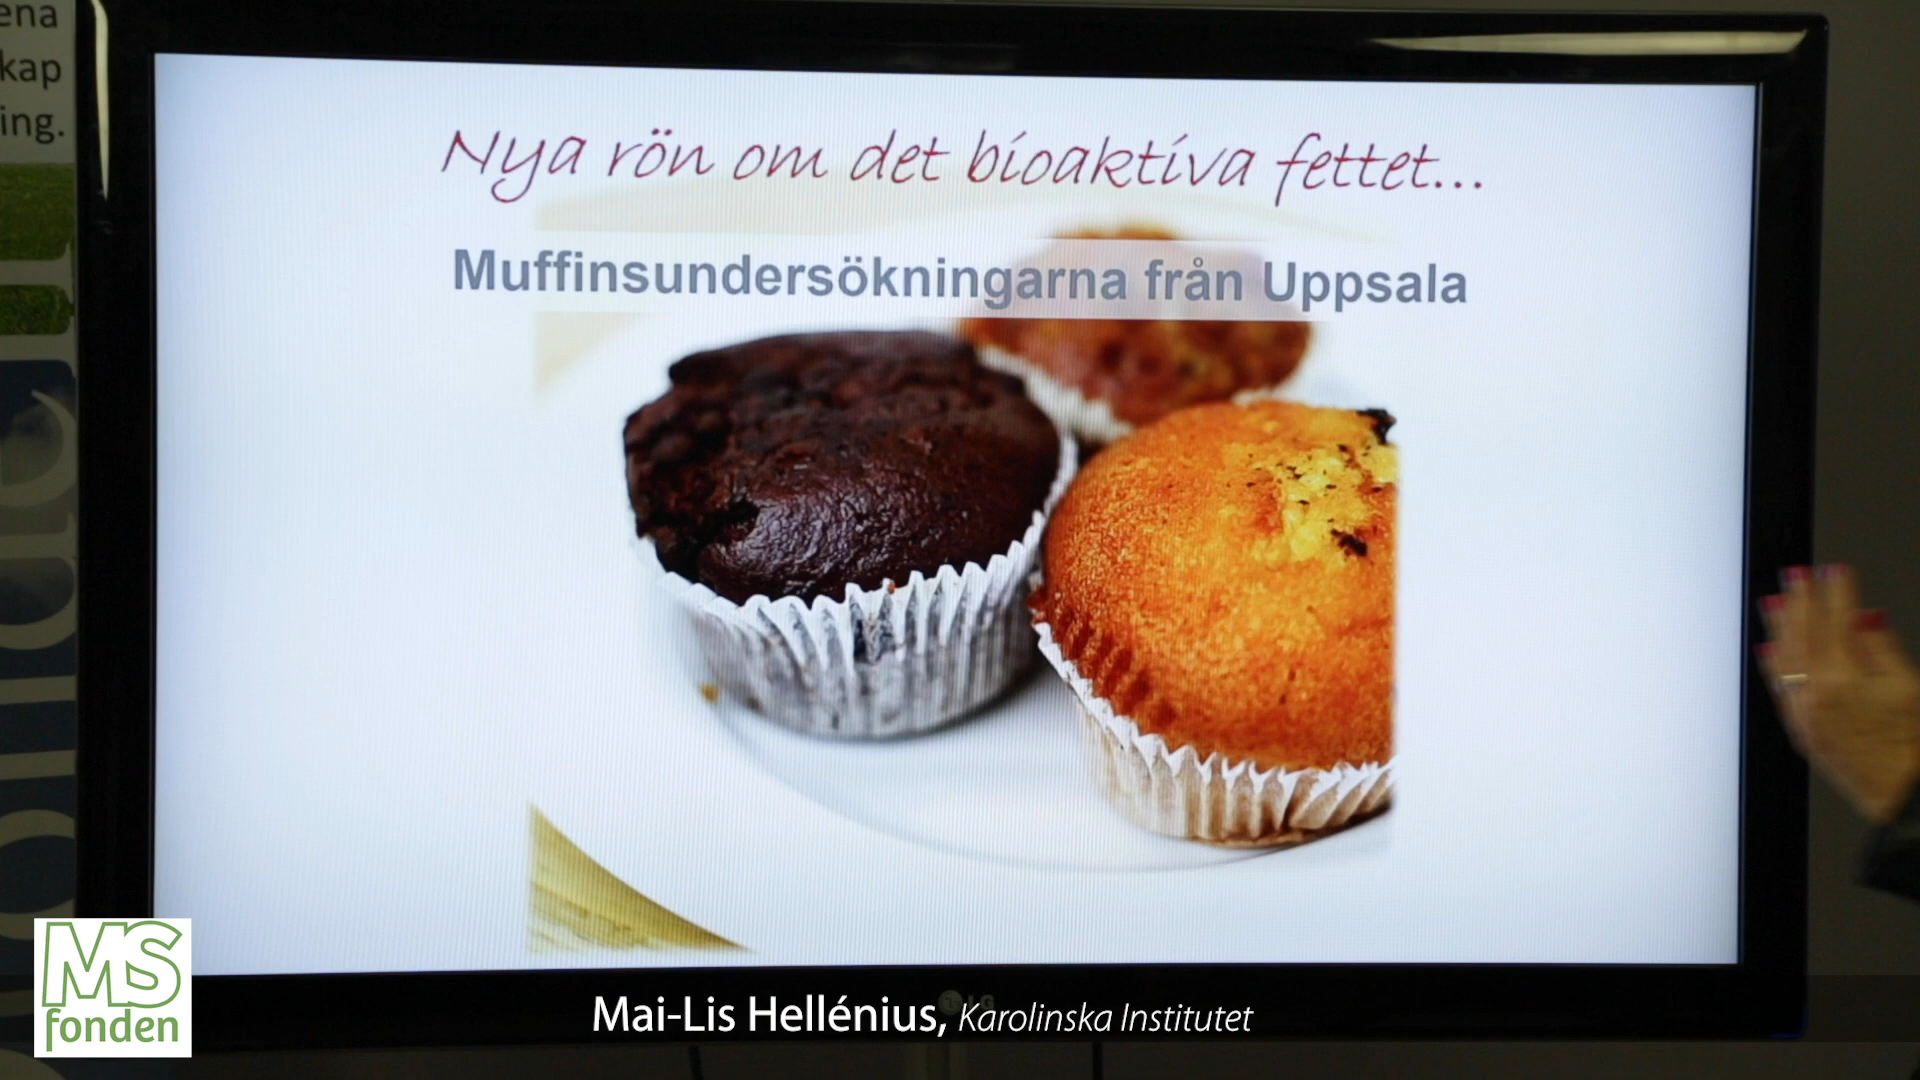 ena
kap
ing.
Nya rön om det bioaktiva fettet...
Muffinsundersökningarna från Uppsala
MS
fonden
LG
Mai-Lis Hellénius, Karolinska Institutet